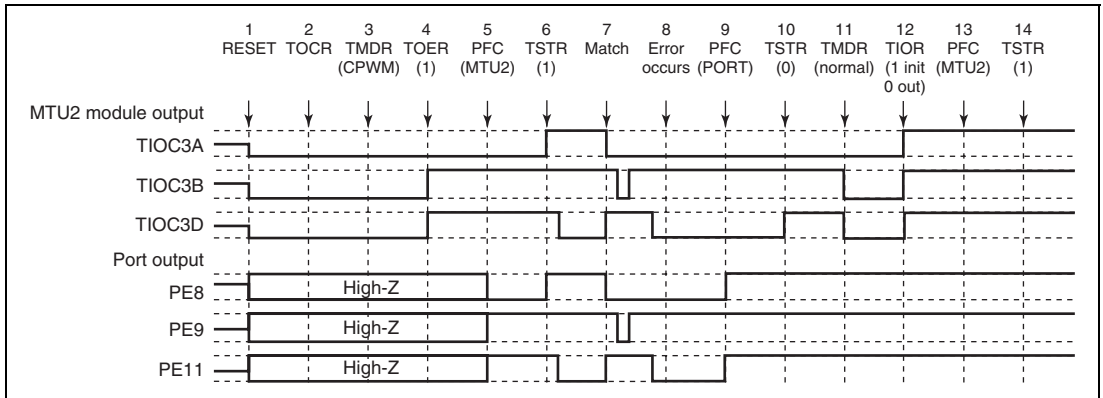 1 2 3 4 5 6 7 8 9 10 11 12 13 14
RESET TOCR TMDR TOER PFC TSTR Match Error PFC TSTR TMDR TIOR PFC TSTR
(CPWM) (1) (MTU2) (1) occurs (PORT) (0) (normal) (1 init (MTU2) (1)
0 out)
MTU2 module output
TIOC3A
TIOC3B
TIOC3D
Port output
PE8 High-Z
PE9 High-Z
PE11 High-Z